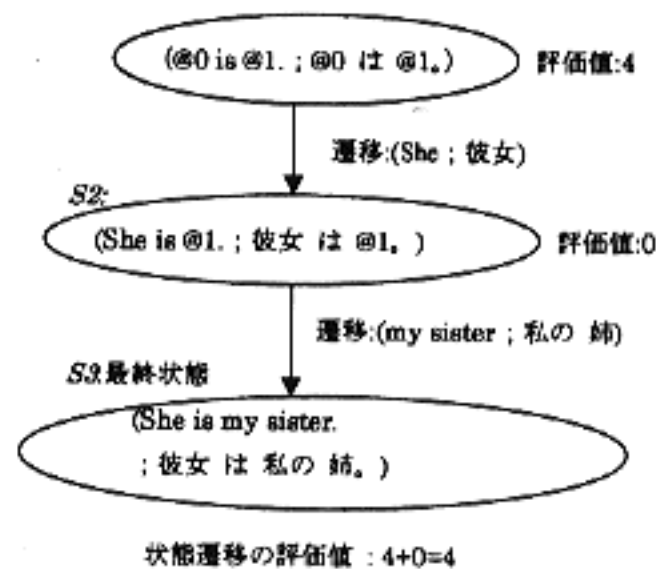 (@0 is @1. ; @0 は @1。)
評価値:4
遷移:(She ; 彼女)
S2:
(She is @1. ; 彼女 は @1。)
評価値:0
遷移:(my sister ; 私の 姉)
S3:最終状態
(She is my sister.
; 彼女 は 私の 姉。)
状態遷移の評価値 : 4+0=4